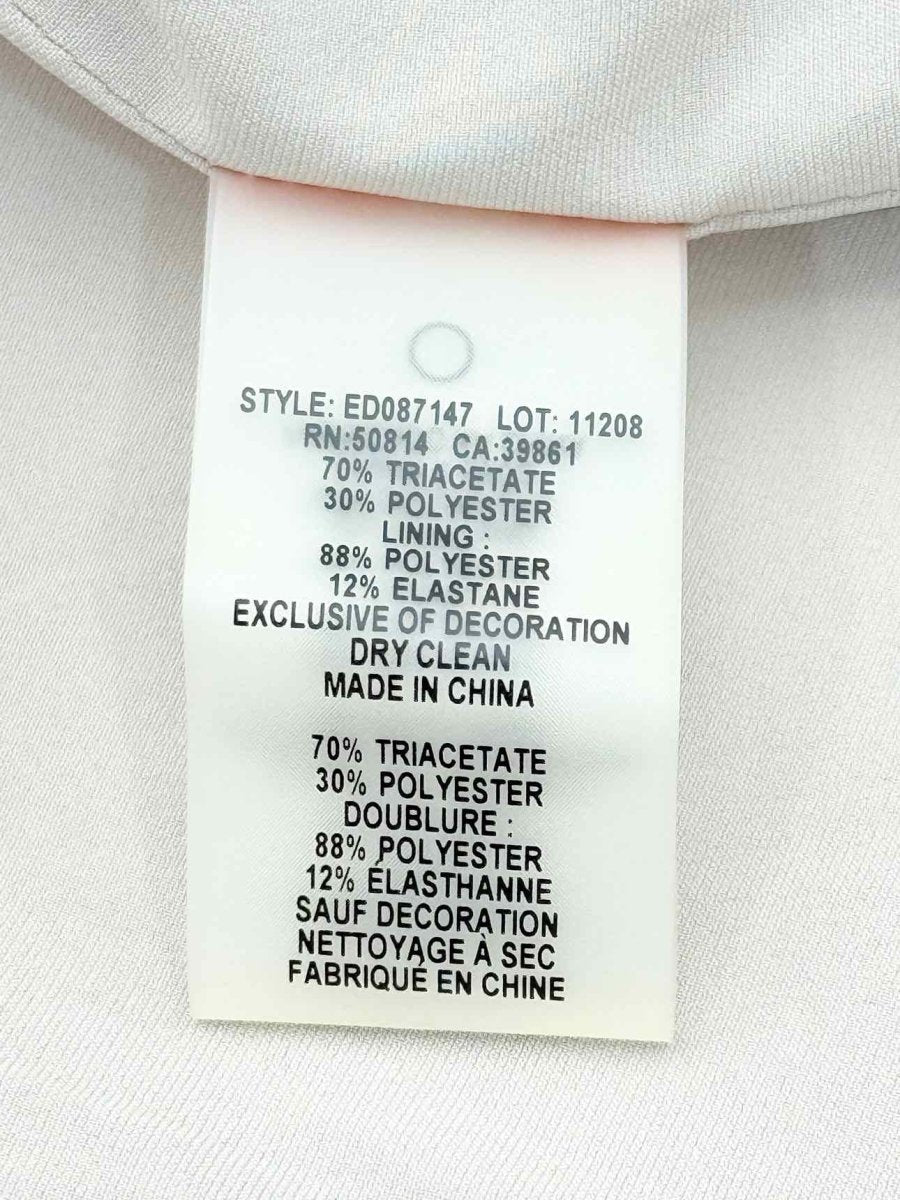 STYLE: ED087147 LOT: 11208
RN:50814 CA:39861
70% TRIACETATE
30% POLYESTER
LINING :
88% POLYESTER
12% ELASTANE
EXCLUSIVE OF DECORATION
DRY CLEAN
MADE IN CHINA
70% TRIACETATE
30% POLYESTER
DOUBLURE :
88% POLYESTER
12% ÉLASTHANNE
SAUF DECORATION
NETTOYAGE À SEC
FABRIQUÉ EN CHINE